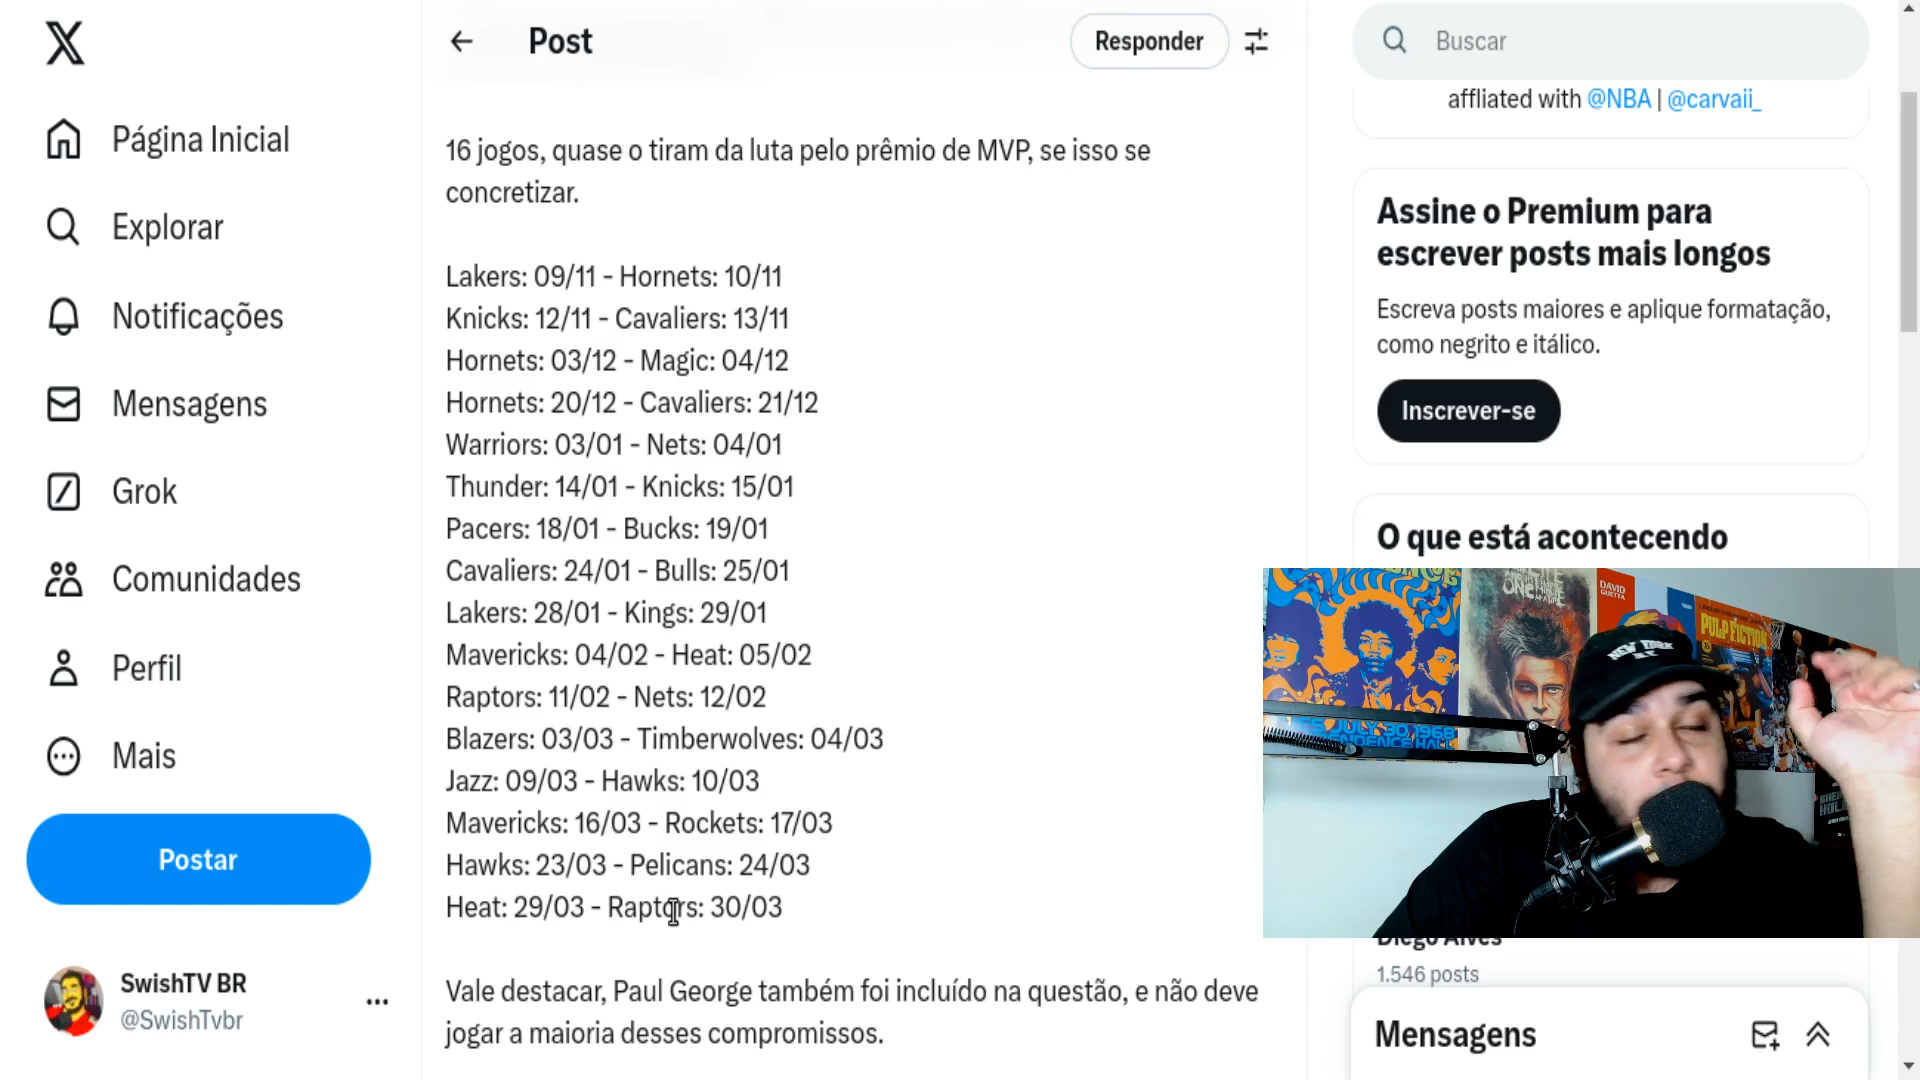 Página Inicial
Explorar
Notificações
Mensagens
Grok
Comunidades
Perfil
Mais
Postar
SwishTV BR
@SwishTvbr
Post
Responder
16 jogos, quase o tiram da luta pelo prêmio de MVP, se isso se
concretizar.
Lakers: 09/11 - Hornets: 10/11
Knicks: 12/11 - Cavaliers: 13/11
Hornets: 03/12 - Magic: 04/12
Hornets: 20/12 - Cavaliers: 21/12
Warriors: 03/01 - Nets: 04/01
Thunder: 14/01 - Knicks: 15/01
Pacers: 18/01 - Bucks: 19/01
Cavaliers: 24/01 - Bulls: 25/01
Lakers: 28/01 - Kings: 29/01
Mavericks: 04/02 - Heat: 05/02
Raptors: 11/02 - Nets: 12/02
Blazers: 03/03 - Timberwolves: 04/03
Jazz: 09/03 - Hawks: 10/03
Mavericks: 16/03 - Rockets: 17/03
Hawks: 23/03 - Pelicans: 24/03
Heat: 29/03 - Raptors: 30/03
Vale destacar, Paul George também foi incluído na questão, e não deve
jogar a maioria desses compromissos.
Buscar
affliated with @NBA | @carvaii_
Assine o Premium para
escrever posts mais longos
Escreva posts maiores e aplique formatação,
como negrito e itálico.
Inscrever-se
O que está acontecendo
DAVID
GUETTA
PULP FICTION
NEW YORK
JULY 30 1968
Diego Alves
1.546 posts
Mensagens